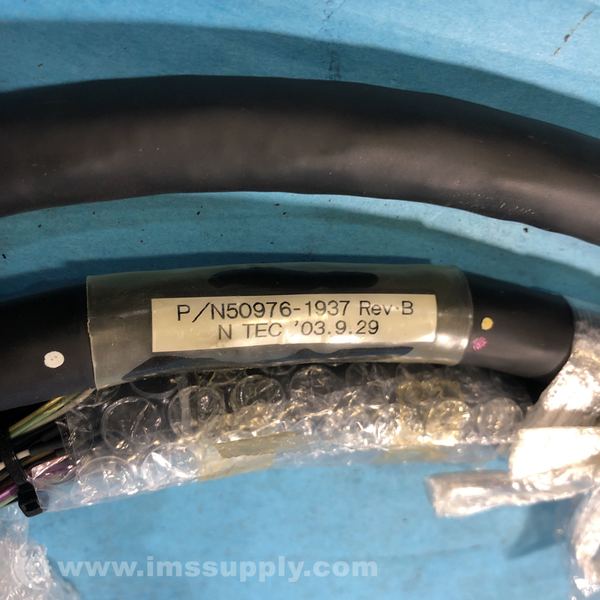 P/N50976-1937 Rev·B
N TEC '03.9.29
© www.imssupply.com